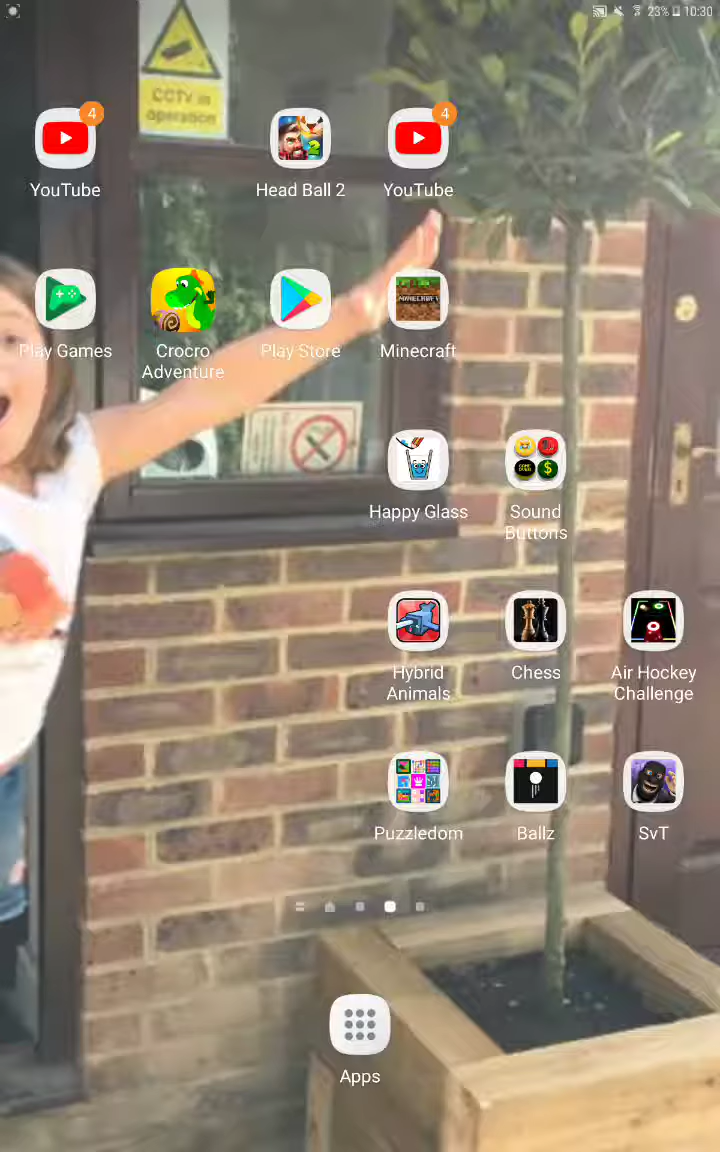 23% 10:30
CCTV in
operation
4
4
YouTube
Head Ball 2
YouTube
Play Games
Crocro
Adventure
Play Store
MINECRAFT
Minecraft
Happy Glass
Sound
Buttons
Hybrid
Animals
Chess
Air Hockey
Challenge
Puzzledom
Ballz
SvT
Apps